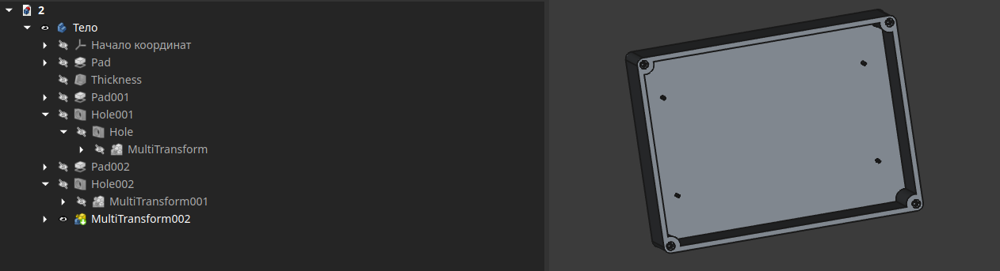 2
Тело
Начало координат
Pad
Thickness
Pad001
Hole001
Hole
MultiTransform
Pad002
Hole002
MultiTransform001
MultiTransform002